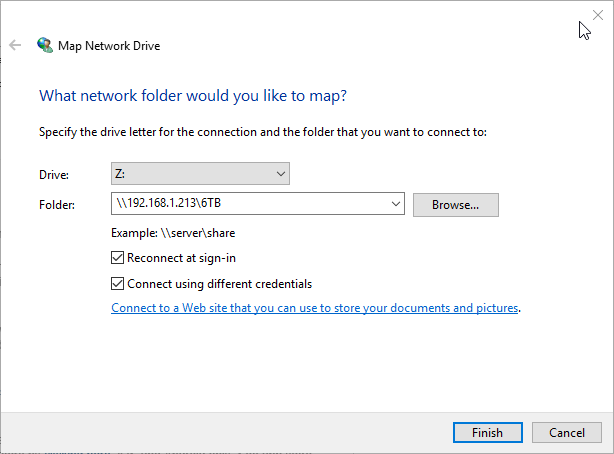 Map Network Drive
What network folder would you like to map?
Specify the drive letter for the connection and the folder that you want to connect to:
Drive: Z:
Folder: \\192.168.1.213\6TB Browse...
Example: \\server\share
Reconnect at sign-in
Connect using different credentials
Connect to a Web site that you can use to store your documents and pictures.
Finish Cancel